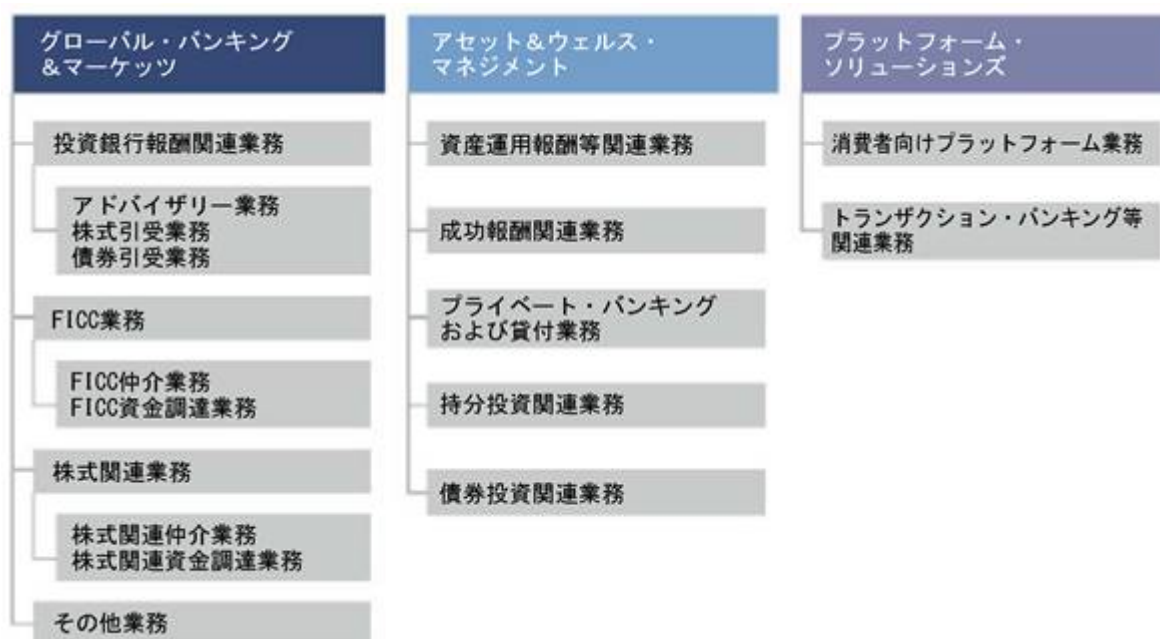 グローバル・バンキング
&マーケッツ
投資銀行報酬関連業務
アドバイザリー業務
株式引受業務
債券引受業務
FICC業務
FICC仲介業務
FICC資金調達業務
株式関連業務
株式関連仲介業務
株式関連資金調達業務
その他業務
アセット&ウェルス・
マネジメント
資産運用報酬等関連業務
成功報酬関連業務
プライベート・バンキング
および貸付業務
持分投資関連業務
債券投資関連業務
プラットフォーム・
ソリューションズ
消費者向けプラットフォーム業務
トランザクション・バンキング等
関連業務